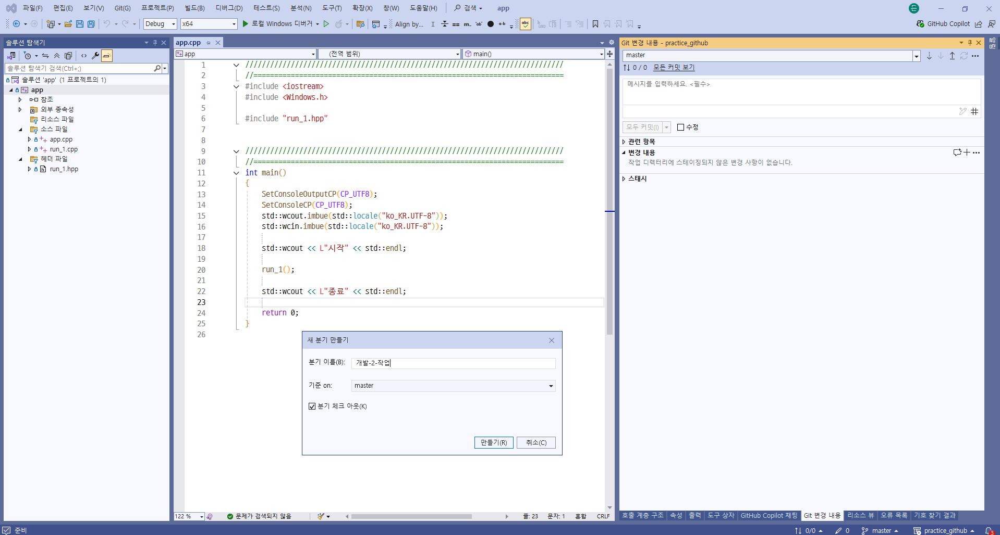 파일(F) 편집(E) 보기(V) Git(G) 프로젝트(P) 빌드(B) 디버그(D) 테스트(S) 분석(N) 도구(T) 확장(X) 창(W) 도움말(H) 검색 app
Debug x64 로컬 Windows 디버거 Align by... GitHub Copilot
솔루션 탐색기
솔루션 탐색기 검색(Ctrl+;)
솔루션 'app' (1 프로젝트의 1)
app
참조
외부 종속성
리소스 파일
소스 파일
app.cpp
run_1.cpp
헤더 파일
run_1.hpp
app.cpp
app (전역 범위) main()
1 //////////////////////////////////////////////////////////////////////////////
2 //============================================================================
3 #include <iostream>
4 #include <Windows.h>
5
6 #include "run_1.hpp"
7
8
9 //////////////////////////////////////////////////////////////////////////////
10 //============================================================================
11 int main()
12 {
13 SetConsoleOutputCP(CP_UTF8);
14 SetConsoleCP(CP_UTF8);
15 std::wcout.imbue(std::locale("ko_KR.UTF-8"));
16 std::wcin.imbue(std::locale("ko_KR.UTF-8"));
17
18 std::wcout << L"시작" << std::endl;
19
20 run_1();
21
22 std::wcout << L"종료" << std::endl;
23
24 return 0;
25 }
26
새 분기 만들기
분기 이름(B): 개발-2-작업
기준 on: master
분기 체크 아웃(K)
만들기(R) 취소(C)
122 % 문제가 검색되지 않음 줄: 23 문자: 1 혼합 CRLF
Git 변경 내용 - practice_github
master
0 / 0 모든 커밋 보기
메시지를 입력하세요. <필수>
모두 커밋(I) 수정
관련 항목
변경 내용
작업 디렉터리에 스테이징되지 않은 변경 사항이 없습니다.
스태시
알림
호출 계층 구조 속성 출력 도구 상자 GitHub Copilot 채팅 Git 변경 내용 리소스 뷰 오류 목록 기호 찾기 결과
준비 0/0 0 master practice_github 3